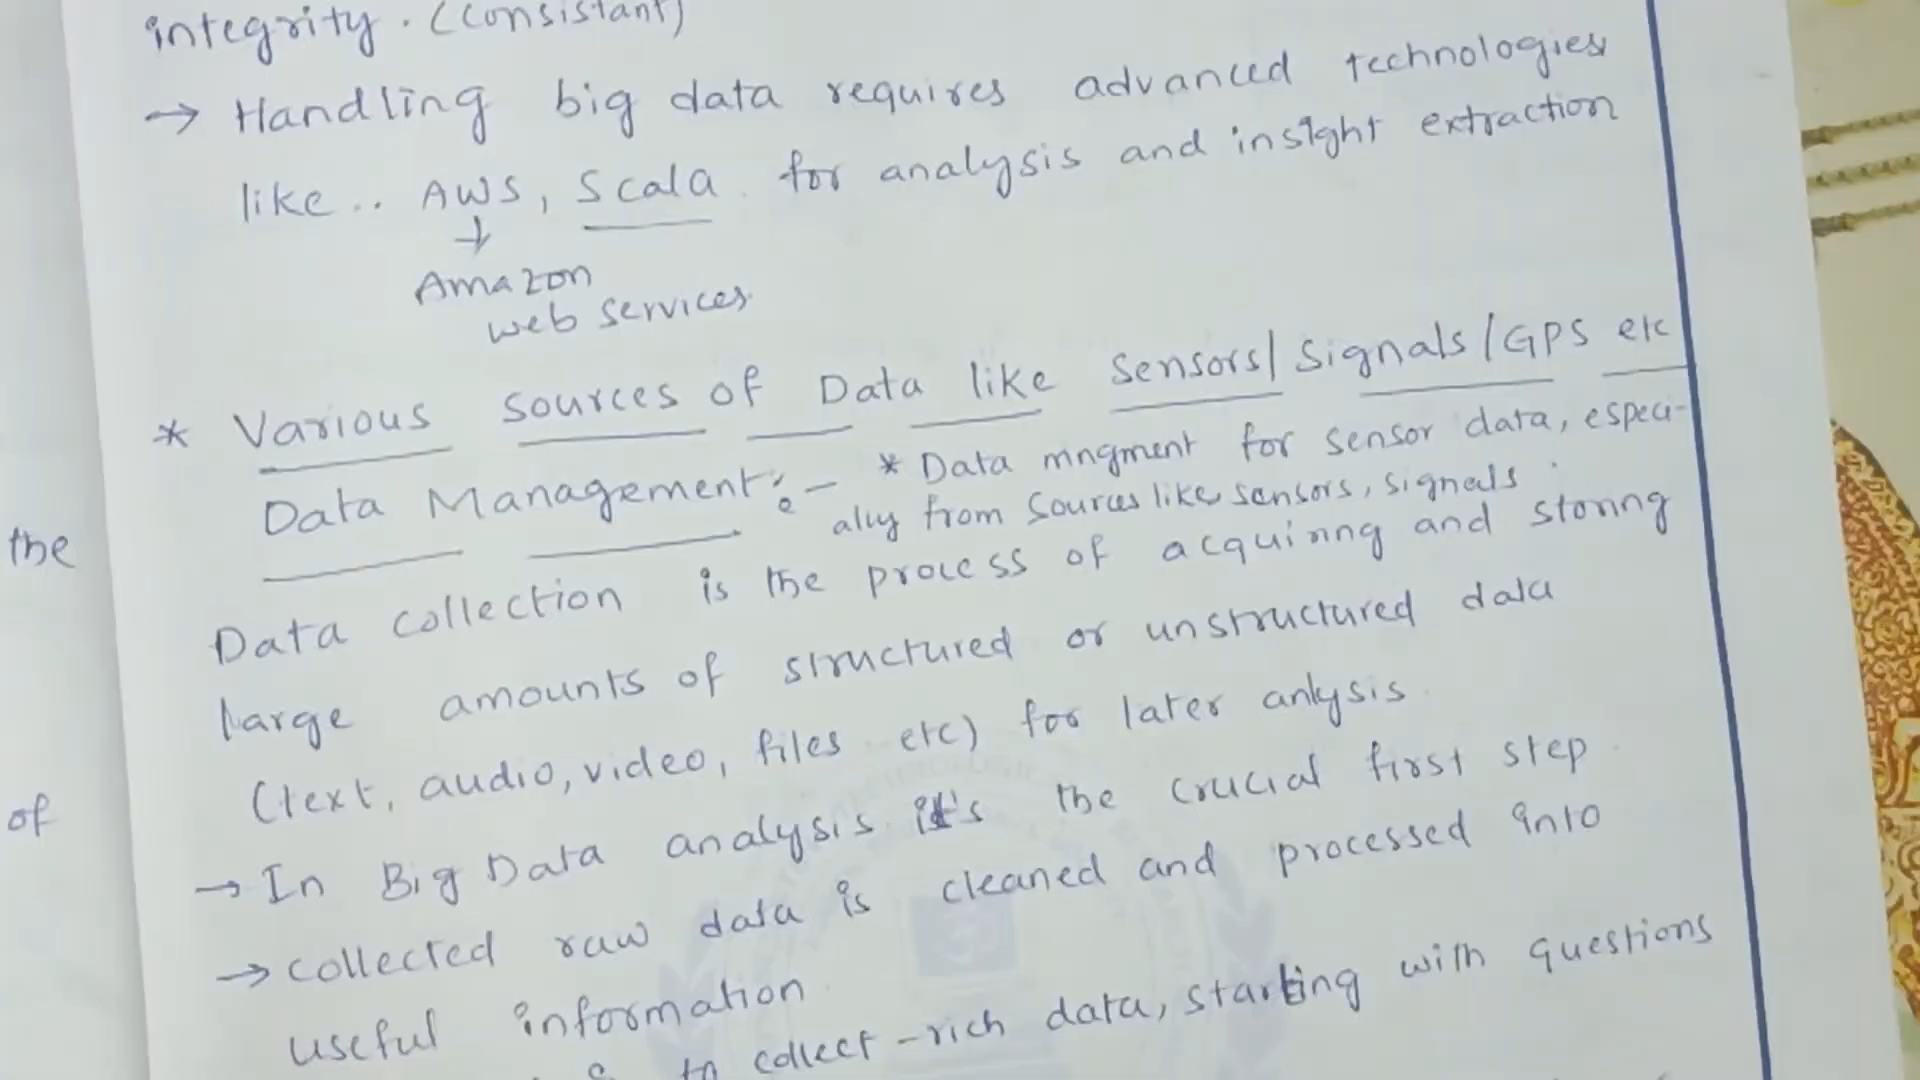 integrity. (Consistant)
→ Handling big data requires advanced technologies
like.. AWS, Scala for analysis and insight extraction
↓
Amazon
web services
* Various sources of Data like Sensors/Signals/GPS etc
Data Management:- * Data mngment for sensor data, especi-
ally from Sources like sensors, signals
Data collection is the process of acquiring and storing
large amounts of structured or unstructured data
(text, audio, video, files etc) for later anlysis
→ In Big Data analysis it's the crucial first step
→ collected raw data is cleaned and processed into
useful information
to collect-rich data, starting with questions
the
of